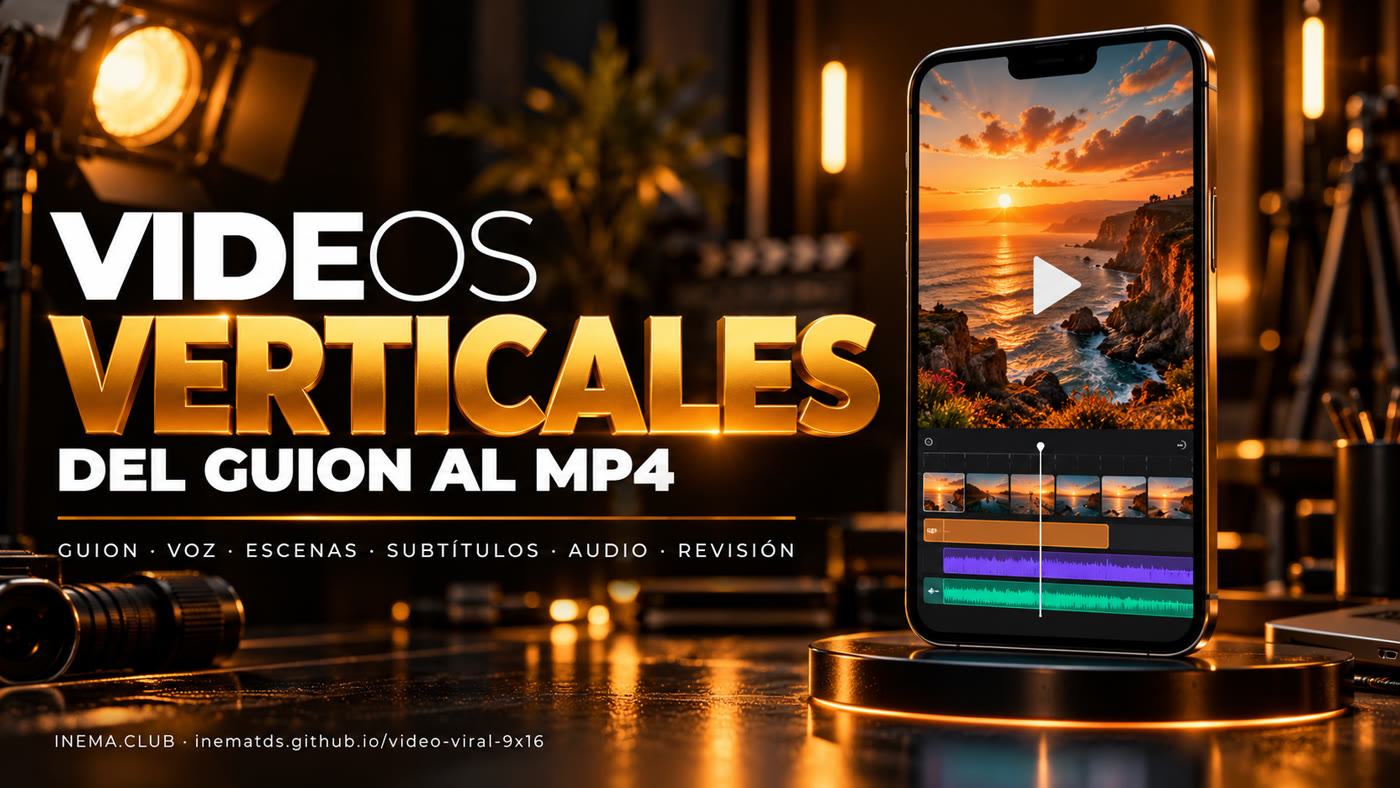 VIDEOS
VERTICALES
DEL GUION AL MP4
GUION · VOZ · ESCENAS · SUBTÍTULOS · AUDIO · REVISIÓN
INEMA.CLUB · inematds.github.io/video-viral-9x16